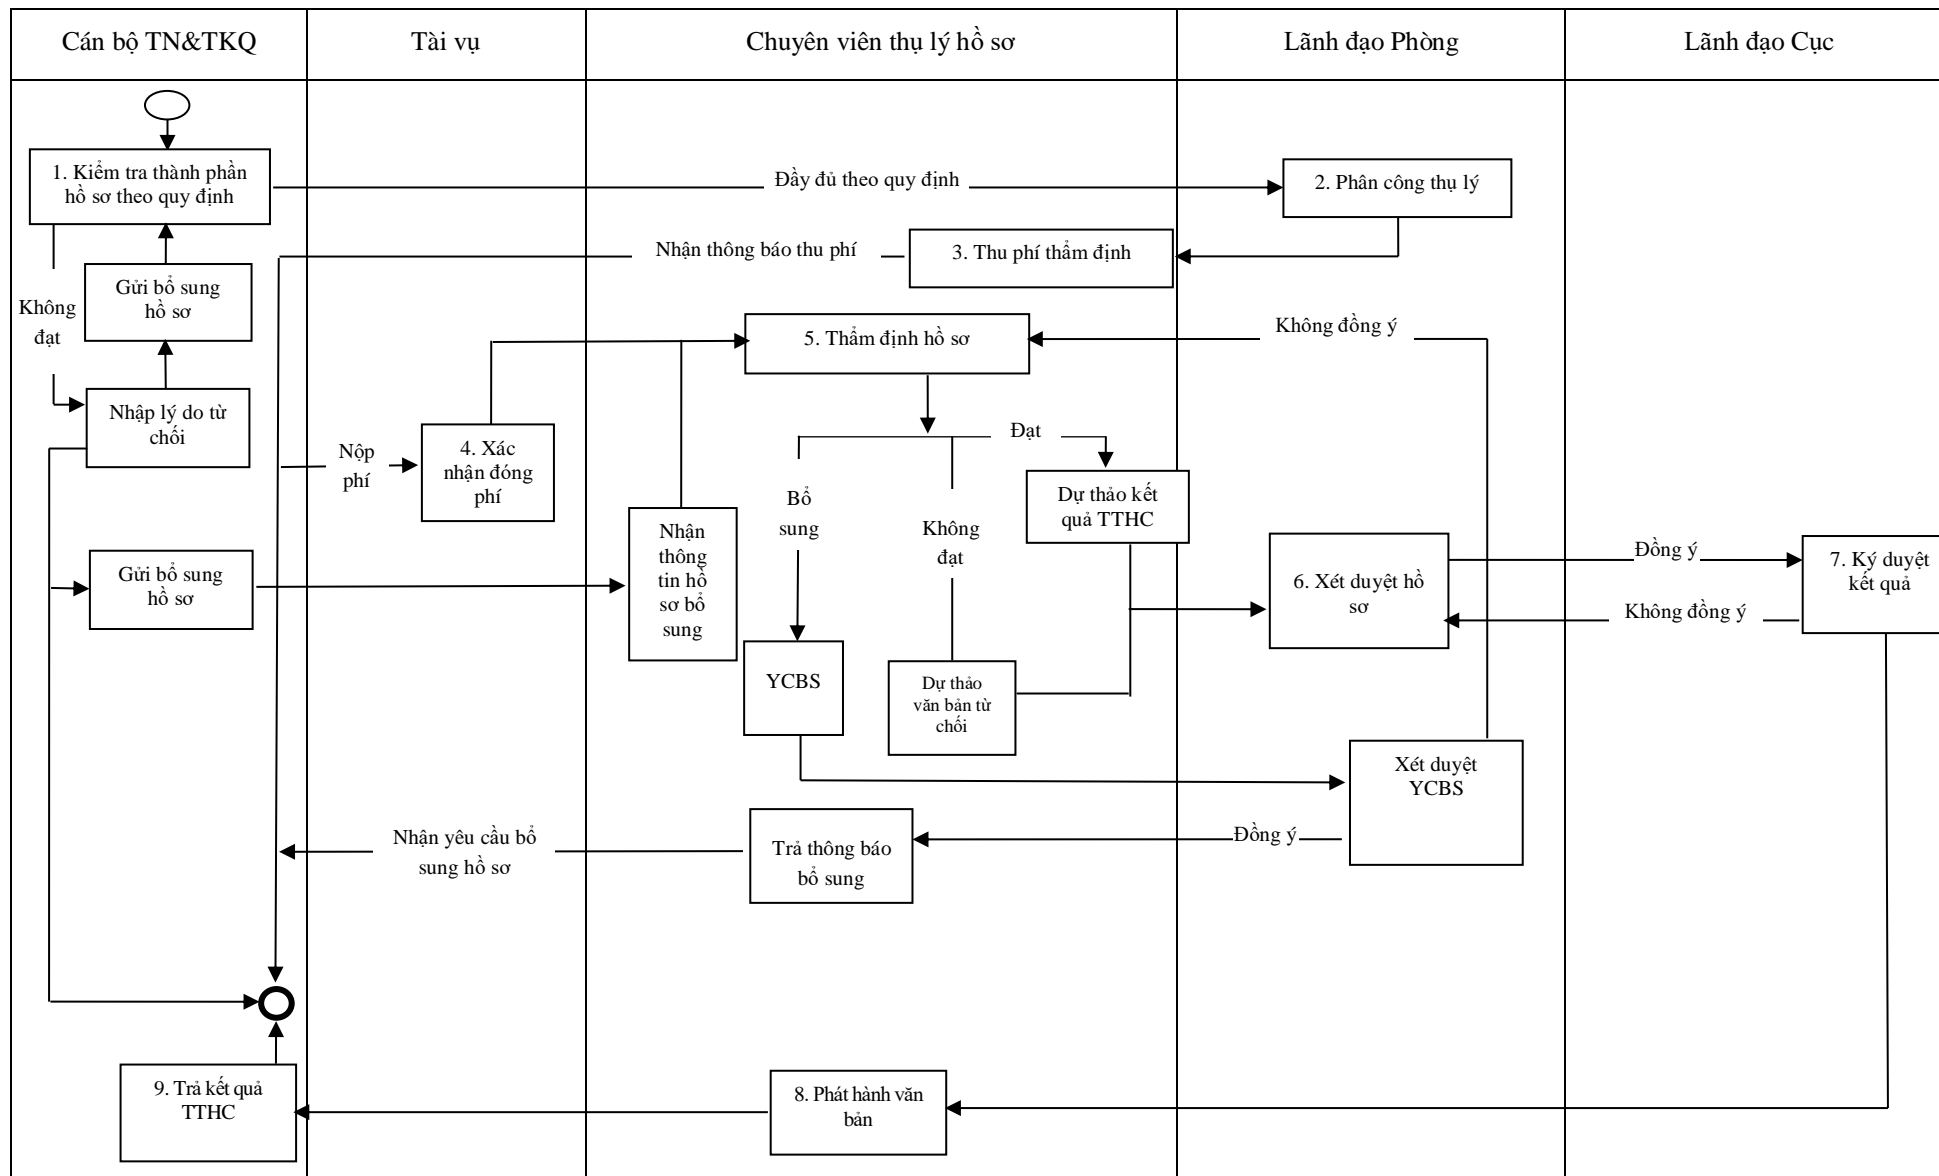 Cán bộ TN&TKQ
Tài vụ
Chuyên viên thụ lý hồ sơ
Lãnh đạo Phòng
Lãnh đạo Cục
1. Kiểm tra thành phần
hồ sơ theo quy định
Đầy đủ theo quy định
2. Phân công thụ lý
Nhận thông báo thu phí
3. Thu phí thẩm định
Gửi bổ sung
hồ sơ
Không
đạt
5. Thẩm định hồ sơ
Không đồng ý
Nhập lý do từ
chối
Nộp
phí
4. Xác
nhận đóng
phí
Đạt
Bổ
sung
Không
đạt
Dự thảo kết
quả TTHC
Nhận
thông
tin hồ
sơ bổ
sung
Gửi bổ sung
hồ sơ
6. Xét duyệt hồ
sơ
Đồng ý
Không đồng ý
7. Ký duyệt
kết quả
YCBS
Dự thảo
văn bản từ
chối
Xét duyệt
YCBS
Nhận yêu cầu bổ
sung hồ sơ
Trả thông báo
bổ sung
Đồng ý
9. Trả kết quả
TTHC
8. Phát hành văn
bản